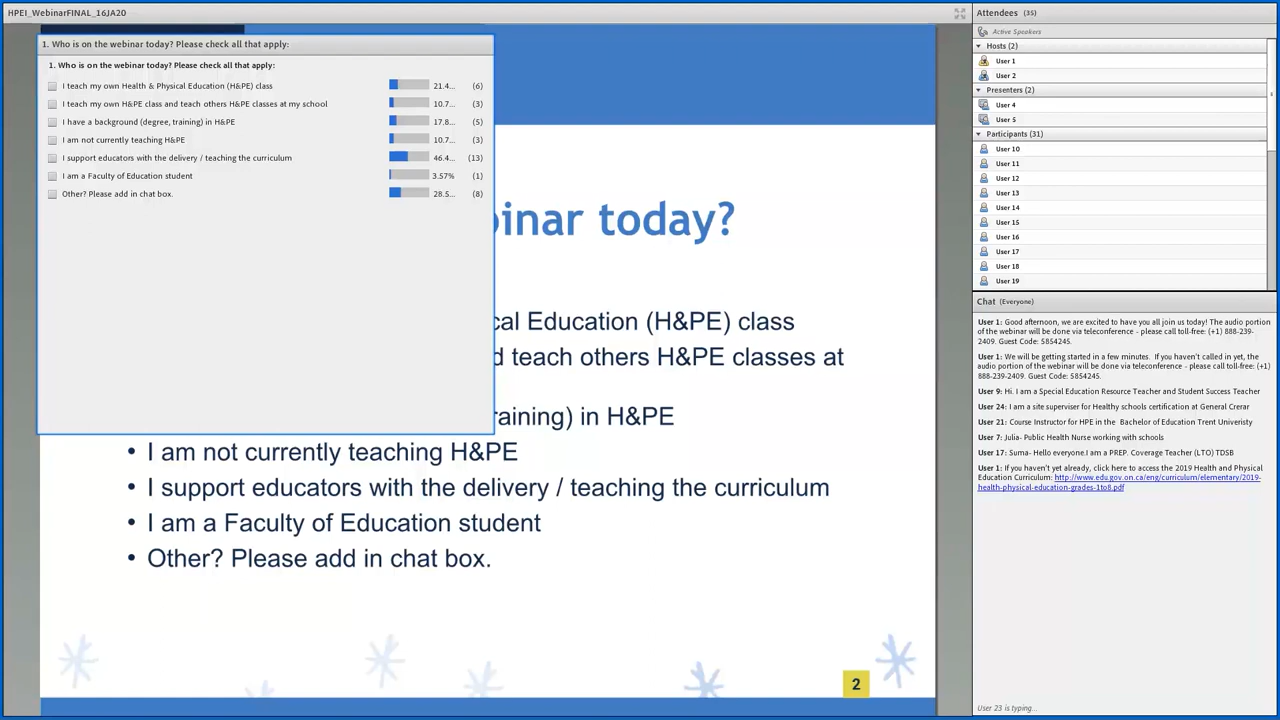 HPEI_WebinarFINAL_16JA20
1. Who is on the webinar today? Please check all that apply:
1. Who is on the webinar today? Please check all that apply:
I teach my own Health & Physical Education (H&PE) class 21.4... (6)
I teach my own H&PE class and teach others H&PE classes at my school 10.7... (3)
I have a background (degree, training) in H&PE 17.8... (5)
I am not currently teaching H&PE 10.7... (3)
I support educators with the delivery / teaching the curriculum 46.4... (13)
I am a Faculty of Education student 3.57% (1)
Other? Please add in chat box. 28.5... (8)
binar today?
cal Education (H&PE) class
d teach others H&PE classes at
raining) in H&PE
• I am not currently teaching H&PE
• I support educators with the delivery / teaching the curriculum
• I am a Faculty of Education student
• Other? Please add in chat box.
2
Attendees (35)
Active Speakers
Hosts (2)
User 1
User 2
Presenters (2)
User 4
User 5
Participants (31)
User 10
User 11
User 12
User 13
User 14
User 15
User 16
User 17
User 18
User 19
Chat (Everyone)
User 1: Good afternoon, we are excited to have you all join us today! The audio portion
of the webinar will be done via teleconference - please call toll-free: (+1) 888-239-
2409. Guest Code: 5854245.
User 1: We will be getting started in a few minutes. If you haven't called in yet, the
audio portion of the webinar will be done via teleconference - please call toll-free: (+1)
888-239-2409. Guest Code: 5854245.
User 9: Hi. I am a Special Education Resource Teacher and Student Success Teacher
User 24: I am a site superviser for Healthy schools certification at General Crerar
User 21: Course Instructor for HPE in the Bachelor of Education Trent Univeristy
User 7: Julia- Public Health Nurse working with schools
User 17: Suma- Hello everyone.I am a PREP. Coverage Teacher (LTO) TDSB
User 1: If you haven't yet already, click here to access the 2019 Health and Physical
Education Curriculum: http://www.edu.gov.on.ca/eng/curriculum/elementary/2019-
health-physical-education-grades-1to8.pdf
User 23 is typing...